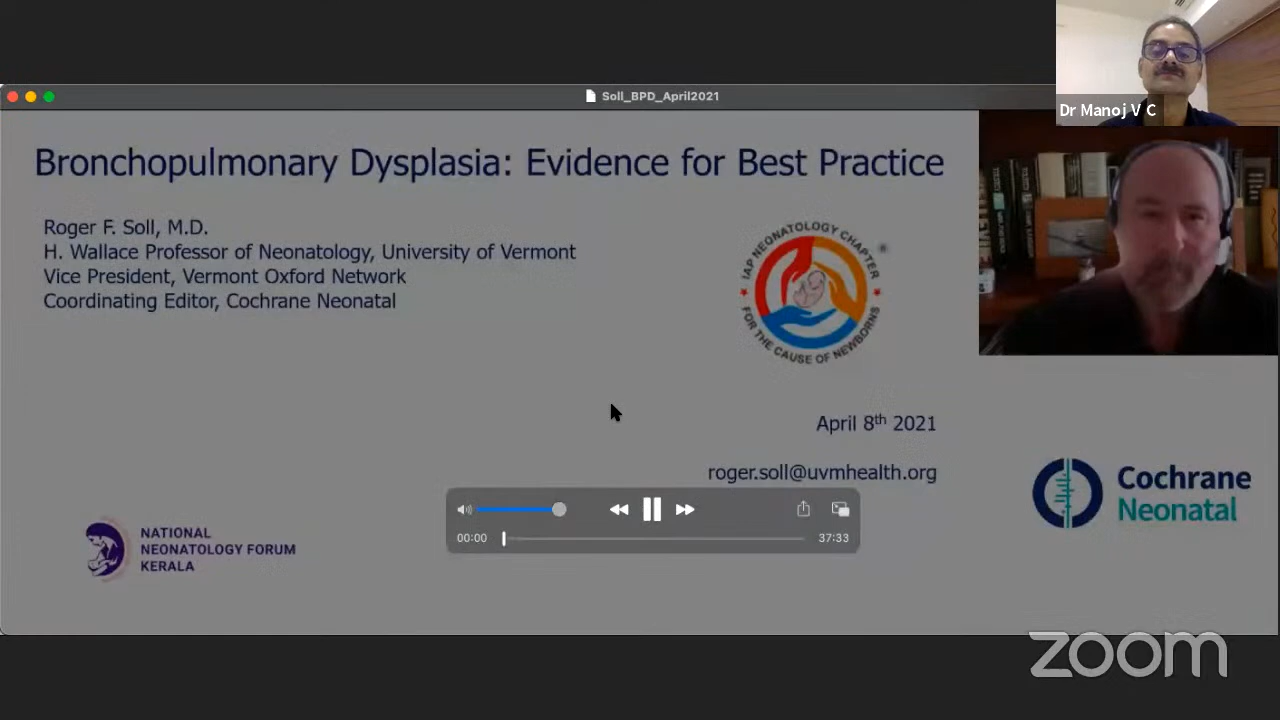 Soll_BPD_April2021
Dr Manoj V C
Bronchopulmonary Dysplasia: Evidence for Best Practice
Roger F. Soll, M.D.
H. Wallace Professor of Neonatology, University of Vermont
Vice President, Vermont Oxford Network
Coordinating Editor, Cochrane Neonatal
IAP NEONATOLOGY CHAPTER
FOR THE CAUSE OF NEWBORNS
April 8th 2021
roger.soll@uvmhealth.org
Cochrane
Neonatal
00:00
37:33
NATIONAL
NEONATOLOGY FORUM
KERALA
zoom